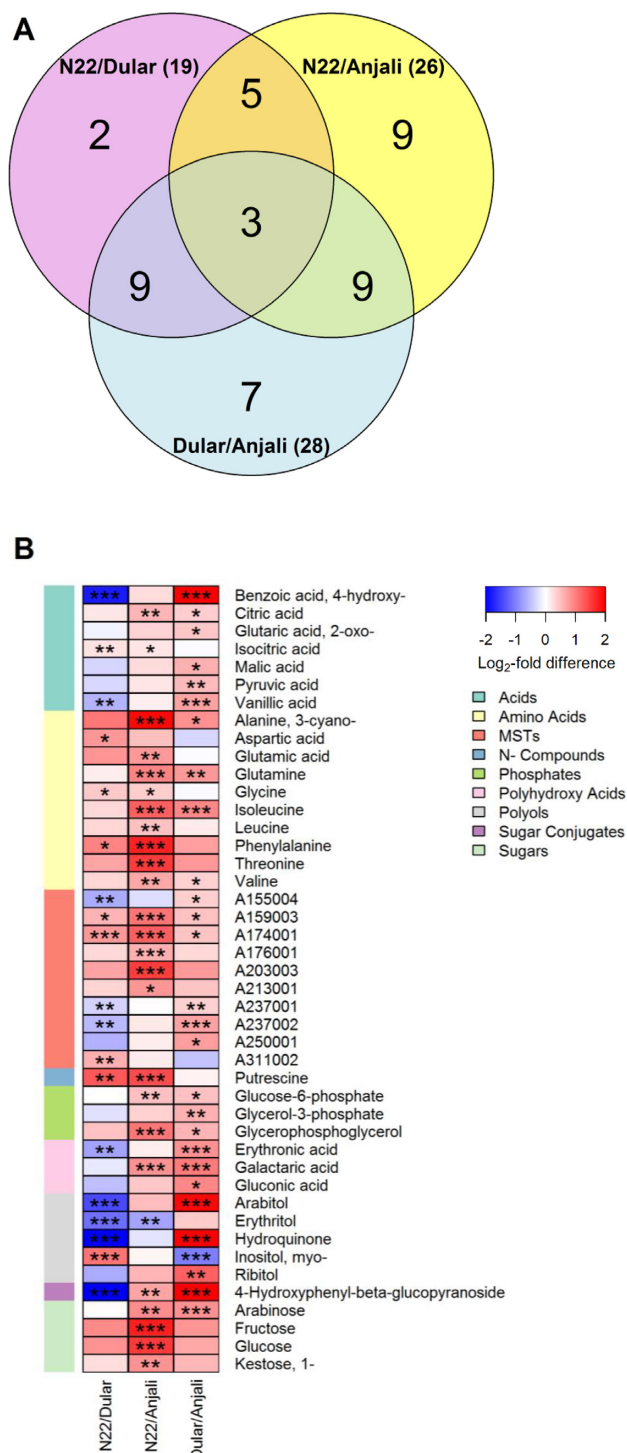 A
N22/Dular (19)
N22/Anjali (26)
5
2
9
3
9
9
7
Dular/Anjali (28)
B
*** *** Benzoic acid, 4-hydroxy-
** * Citric acid
* Glutaric acid, 2-oxo-
** * Isocitric acid
* Malic acid
** Pyruvic acid
** *** Vanillic acid
*** * Alanine, 3-cyano-
* Aspartic acid
** Glutamic acid
*** ** Glutamine
* * Glycine
*** *** Isoleucine
** Leucine
* *** Phenylalanine
*** Threonine
** * Valine
** * A155004
* *** * A159003
*** *** * A174001
*** A176001
*** A203003
* A213001
** ** A237001
** *** A237002
* A250001
** A311002
** *** Putrescine
** * Glucose-6-phosphate
** Glycerol-3-phosphate
*** * Glycerophosphoglycerol
** *** Erythronic acid
*** *** Galactaric acid
* Gluconic acid
*** *** Arabitol
*** ** Erythritol
*** *** Hydroquinone
*** *** Inositol, myo-
** Ribitol
*** ** *** 4-Hydroxyphenyl-beta-glucopyranoside
** *** Arabinose
*** Fructose
*** Glucose
** Kestose, 1-
N22/Dular
N22/Anjali
Dular/Anjali
-2 -1 0 1 2
Log2-fold difference
Acids
Amino Acids
MSTs
N- Compounds
Phosphates
Polyhydroxy Acids
Polyols
Sugar Conjugates
Sugars